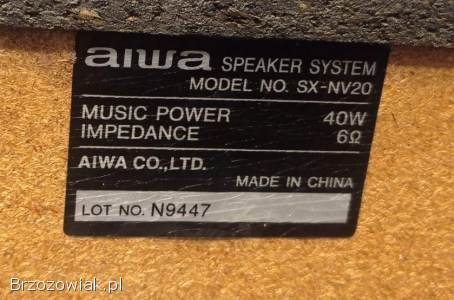 aiwa SPEAKER SYSTEM
MODEL NO. SX-NV20
MUSIC POWER 40W
IMPEDANCE 6Ω
AIWA CO.,LTD.
MADE IN CHINA
LOT NO. N9447
Brzozowiak.pl